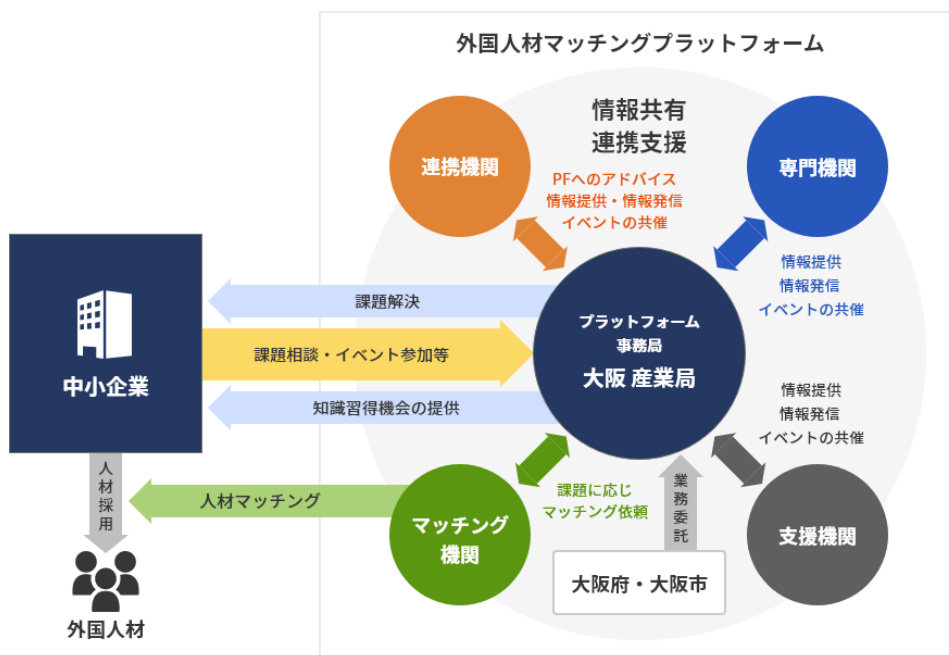 外国人材マッチングプラットフォーム
情報共有
連携支援
連携機関
専門機関
PFへのアドバイス
情報提供・情報発信
イベントの共催
情報提供
情報発信
イベントの共催
中小企業
課題解決
課題相談・イベント参加等
知識習得機会の提供
プラットフォーム
事務局
大阪 産業局
情報提供
情報発信
イベントの共催
人材採用
人材マッチング
マッチング
機関
課題に応じ
マッチング依頼
業務委託
支援機関
大阪府・大阪市
外国人材